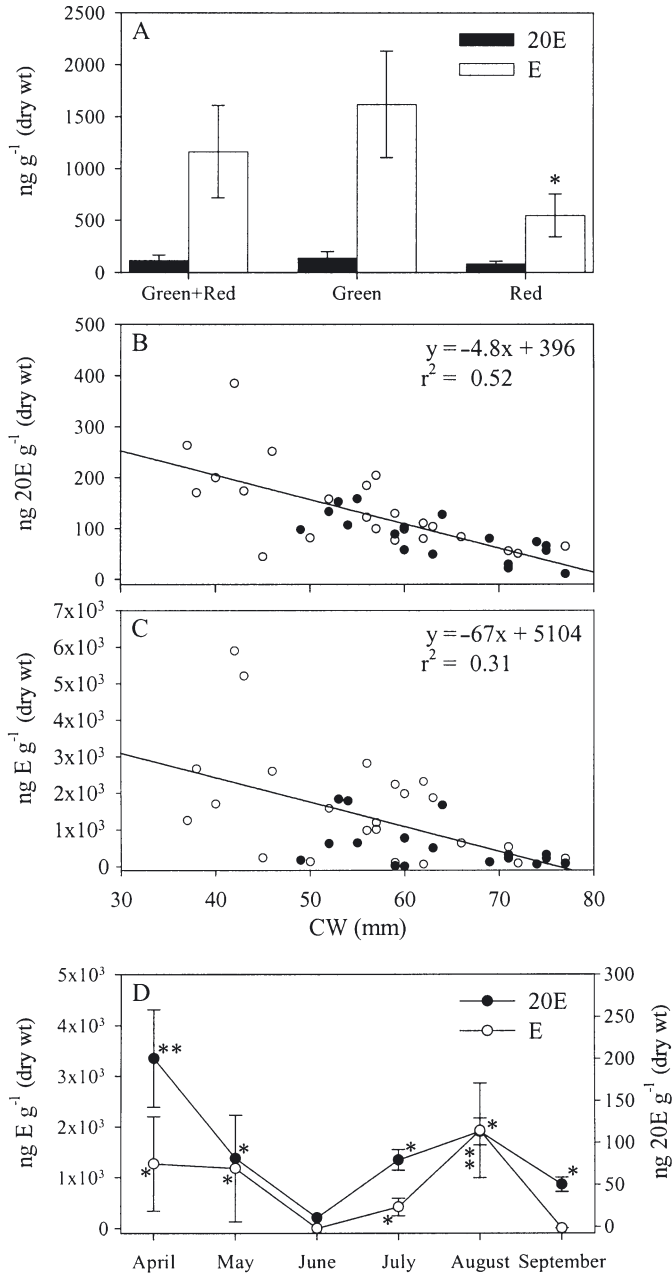 A
20E
E
ng g-1 (dry wt)
2500
2000
1500
1000
500
0
*
Green+Red Green Red
B
y = -4.8x + 396
r2 = 0.52
ng 20E g-1 (dry wt)
500
400
300
200
100
0
C
y = -67x + 5104
r2 = 0.31
ng E g-1 (dry wt)
7x103
6x103
5x103
4x103
3x103
2x103
1x103
0
30 40 50 60 70 80
CW (mm)
D
20E
E
ng E g-1 (dry wt)
5x103
4x103
3x103
2x103
1x103
0
ng 20E g-1 (dry wt)
300
250
200
150
100
50
0
**
*
*
*
*
*
*
*
*
*
April May June July August September